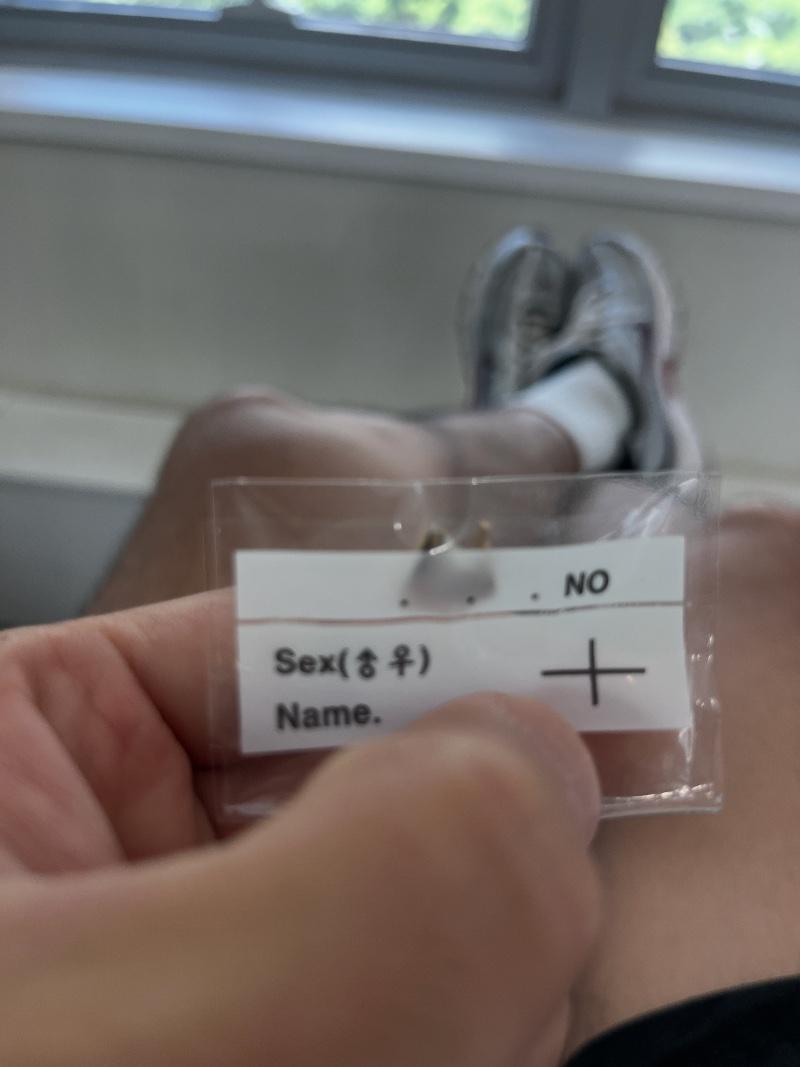 . . . NO
Sex(♂♀)
Name.